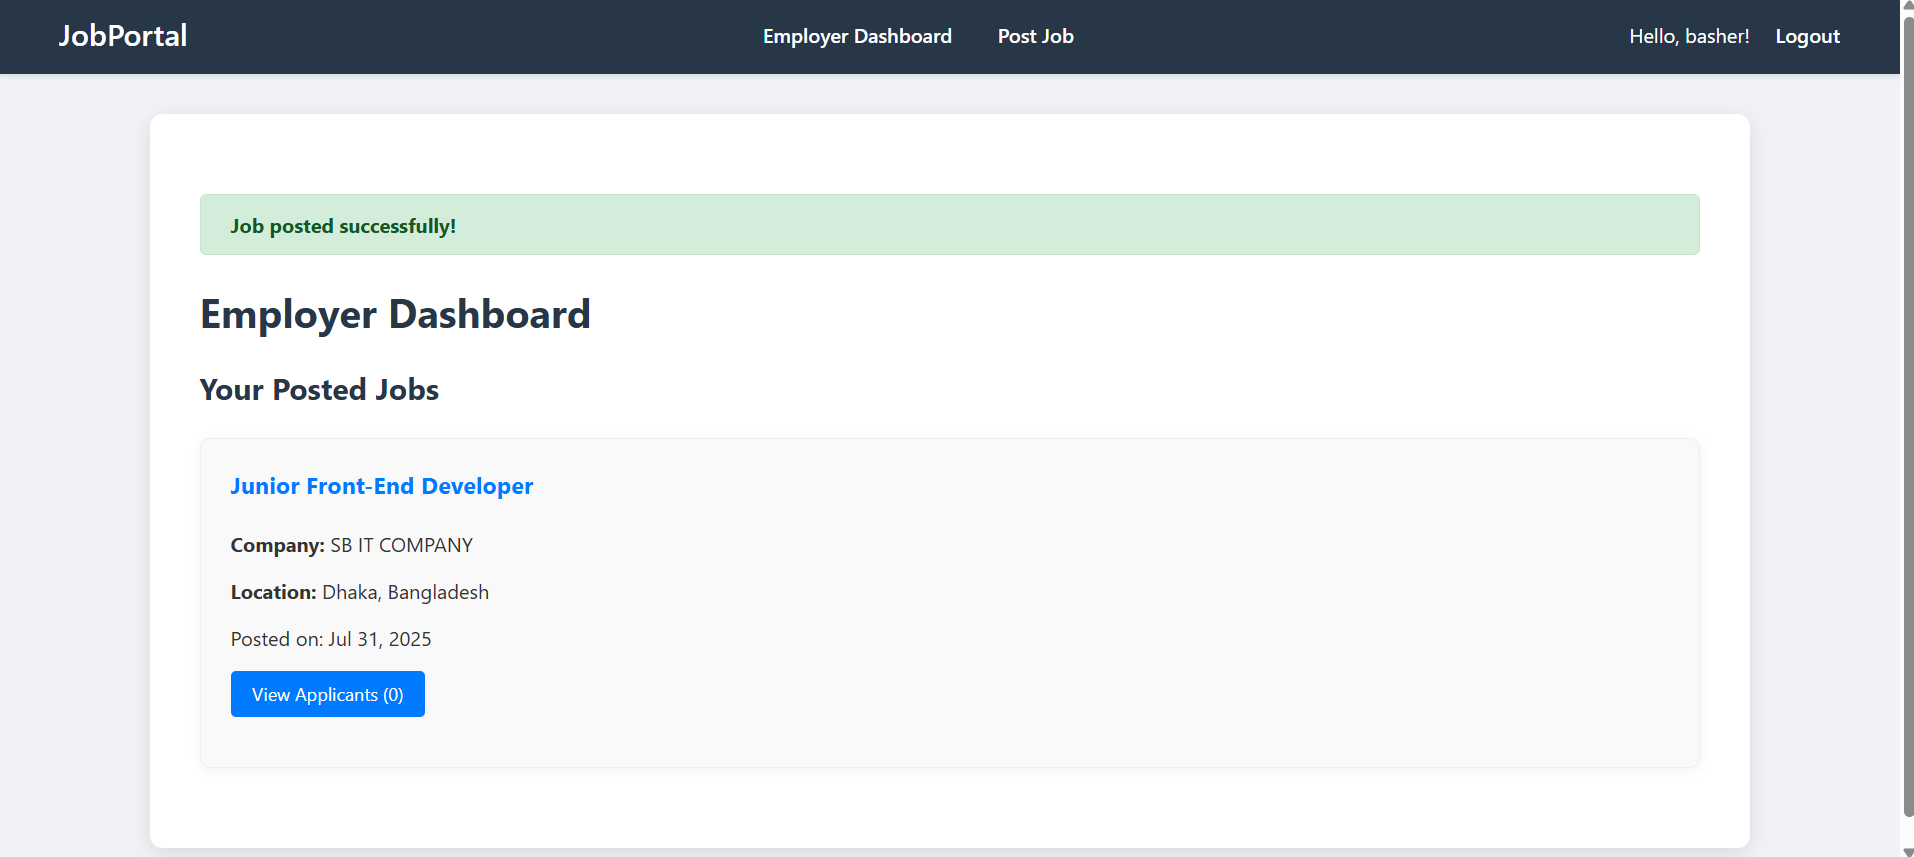 JobPortal
Employer Dashboard
Post Job
Hello, basher!
Logout
Job posted successfully!
Employer Dashboard
Your Posted Jobs
Junior Front-End Developer
Company: SB IT COMPANY
Location: Dhaka, Bangladesh
Posted on: Jul 31, 2025
View Applicants (0)